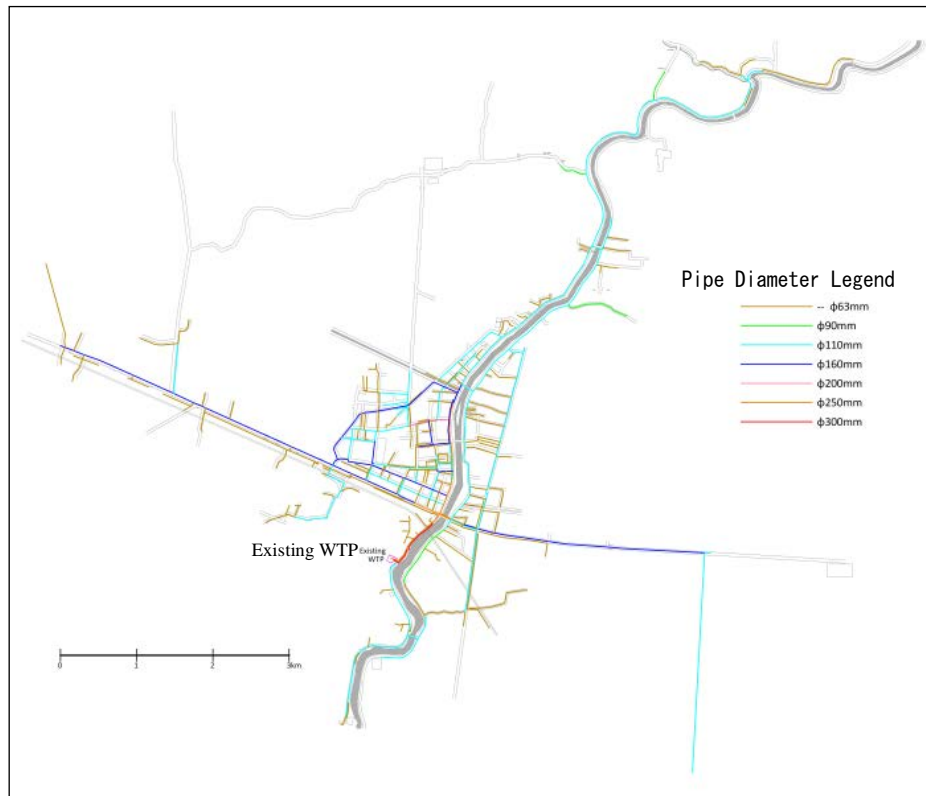 Pipe Diameter Legend
-- ϕ63mm
ϕ90mm
ϕ110mm
ϕ160mm
ϕ200mm
ϕ250mm
ϕ300mm
Existing WTP
Existing
WTP
0 1 2 3km